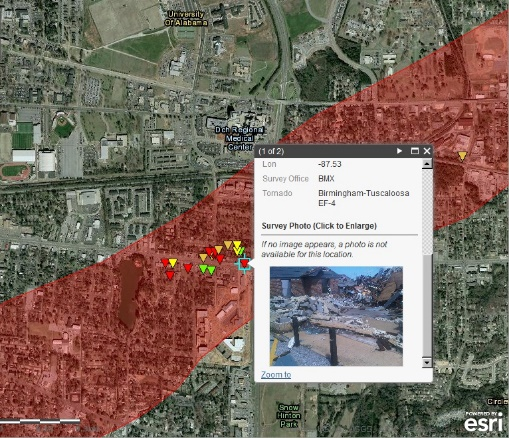 University
Of Alabama
Dch Regional
Medical
Center
(1 of 2)
Lon -87.53
Survey Office BMX
Tornado Birmingham-Tuscaloosa
EF-4
Survey Photo (Click to Enlarge)
If no image appears, a photo is not
available for this location.
Zoom to
Snow
Hinton
Park
Circle
POWERED BY
esri